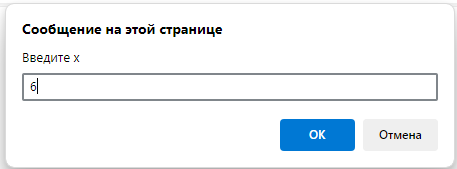 Сообщение на этой странице
Введите x
6
ОК
Отмена